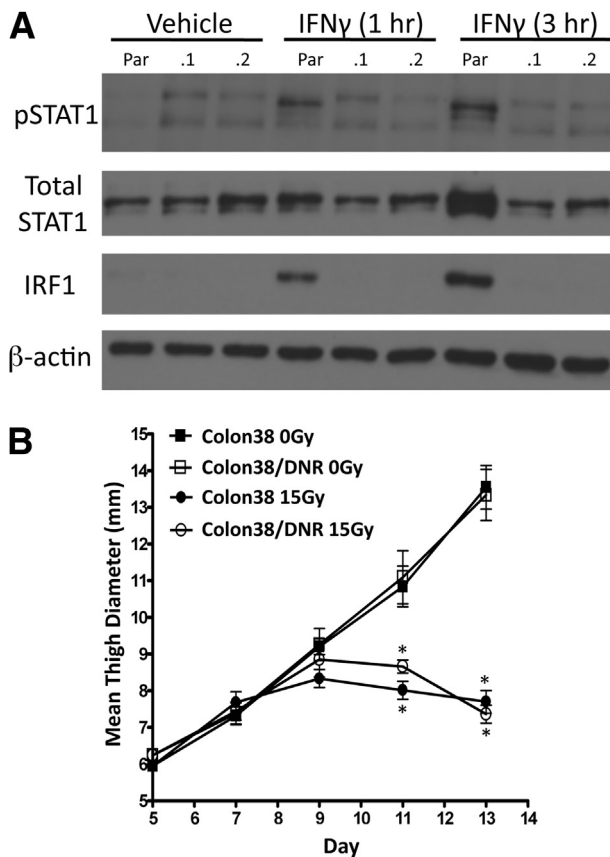 A
Vehicle IFNγ (1 hr) IFNγ (3 hr)
Par .1 .2 Par .1 .2 Par .1 .2
pSTAT1
Total
STAT1
IRF1
β-actin
B
Colon38 0Gy
Colon38/DNR 0Gy
Colon38 15Gy
Colon38/DNR 15Gy
Mean Thigh Diameter (mm)
15
14
13
12
11
10
9
8
7
6
5
* *
* *
5 6 7 8 9 10 11 12 13 14
Day